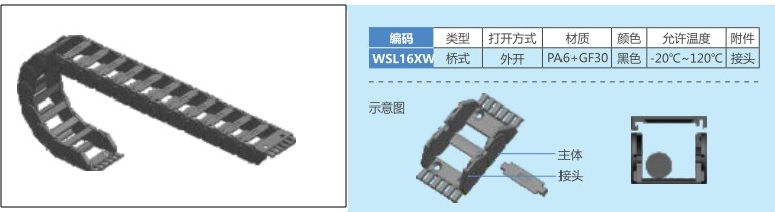 编码 类型 打开方式 材质 颜色 允许温度 附件
WSL16XW 桥式 外开 PA6+GF30 黑色 -20℃~120℃ 接头
示意图
主体
接头